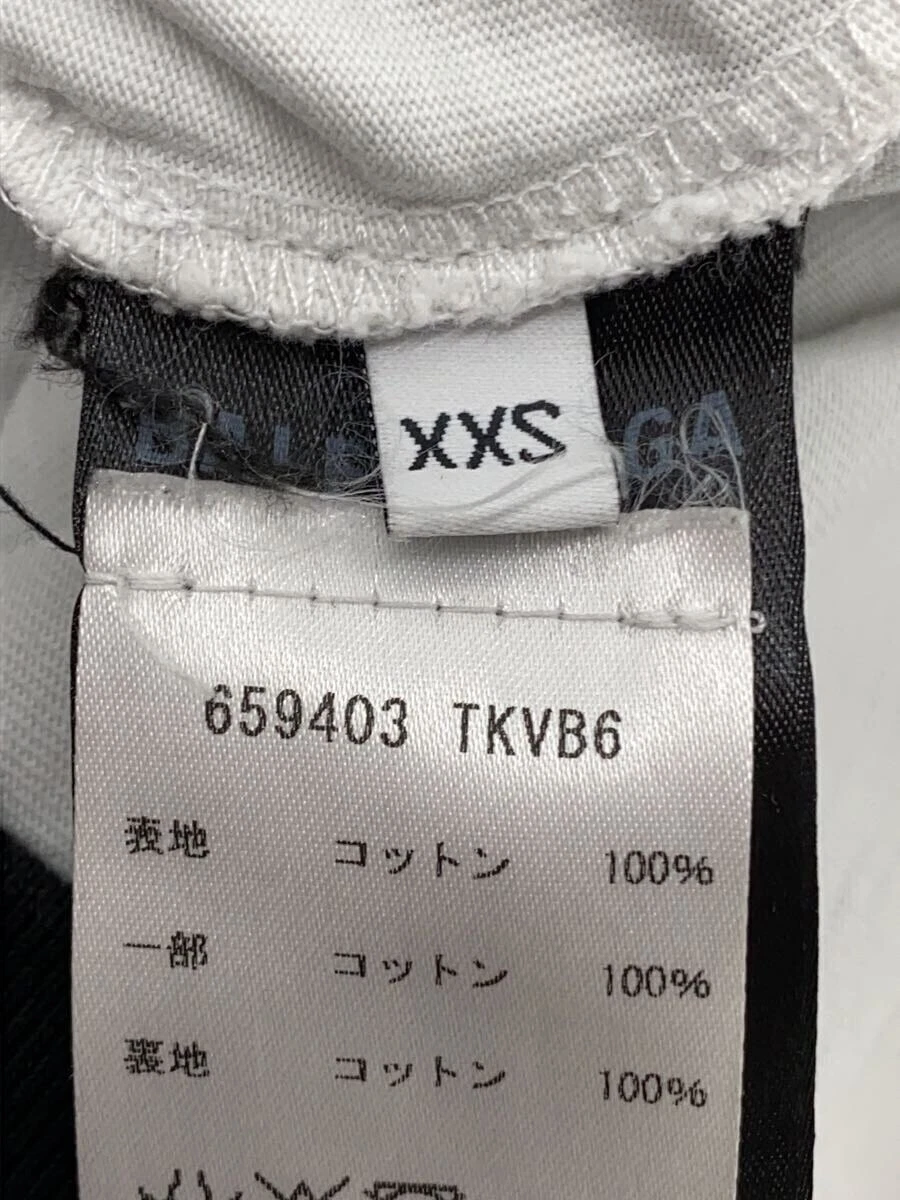 XXS
659403 TKVB6
表地 コットン 100%
一部 コットン 100%
裏地 コットン 100%